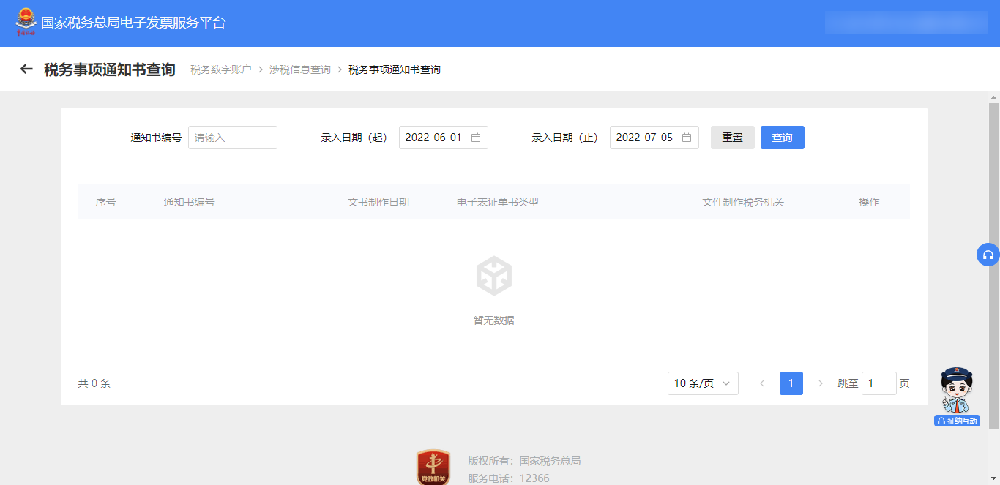 国家税务总局电子发票服务平台
税务事项通知书查询 税务数字账户 > 涉税信息查询 > 税务事项通知书查询
通知书编号 请输入 录入日期（起） 2022-06-01 录入日期（止） 2022-07-05 重置 查询
序号 通知书编号 文书制作日期 电子表证单书类型 文件制作税务机关 操作
暂无数据
共 0 条 10 条/页 < 1 > 跳至 1 页
征纳互动
党政机关
版权所有：国家税务总局
服务电话：12366